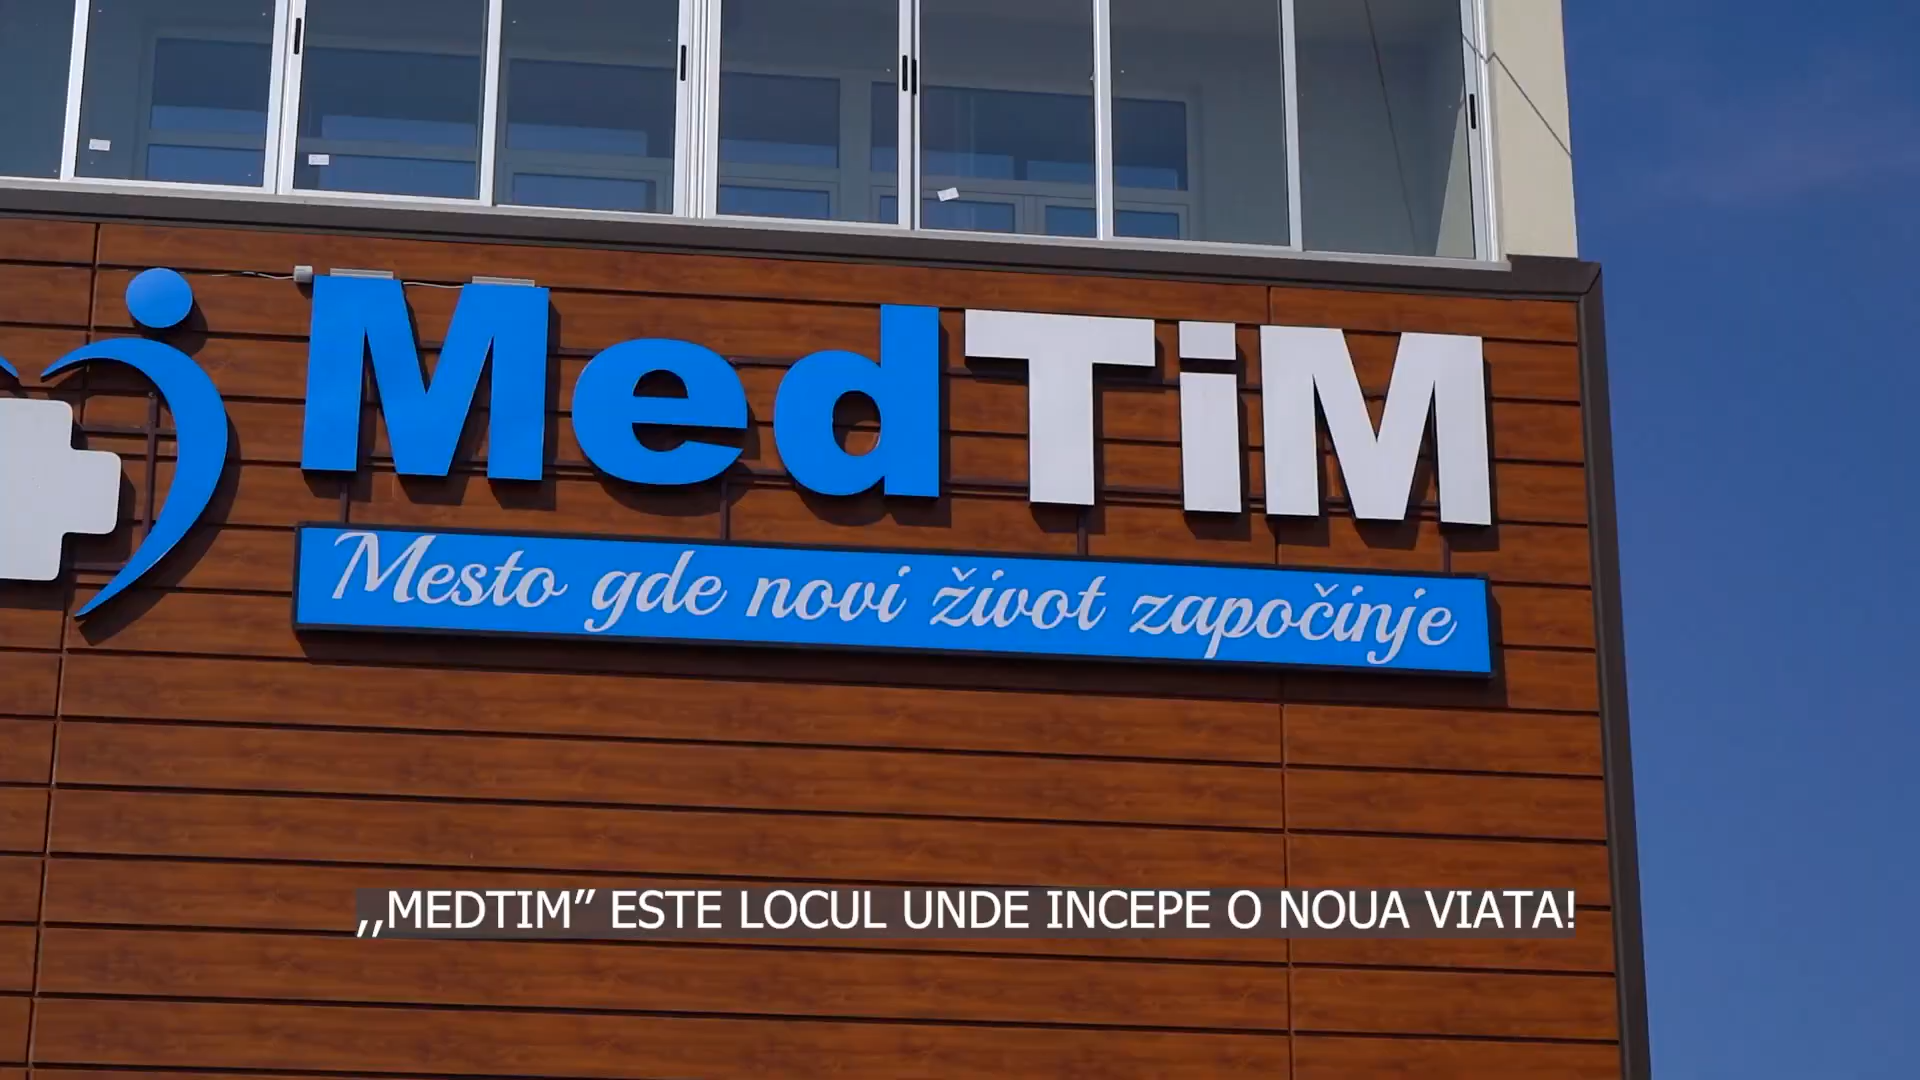 MedTiM
Mesto gde novi život započinje
,,MEDTIM” ESTE LOCUL UNDE INCEPE O NOUA VIATA!